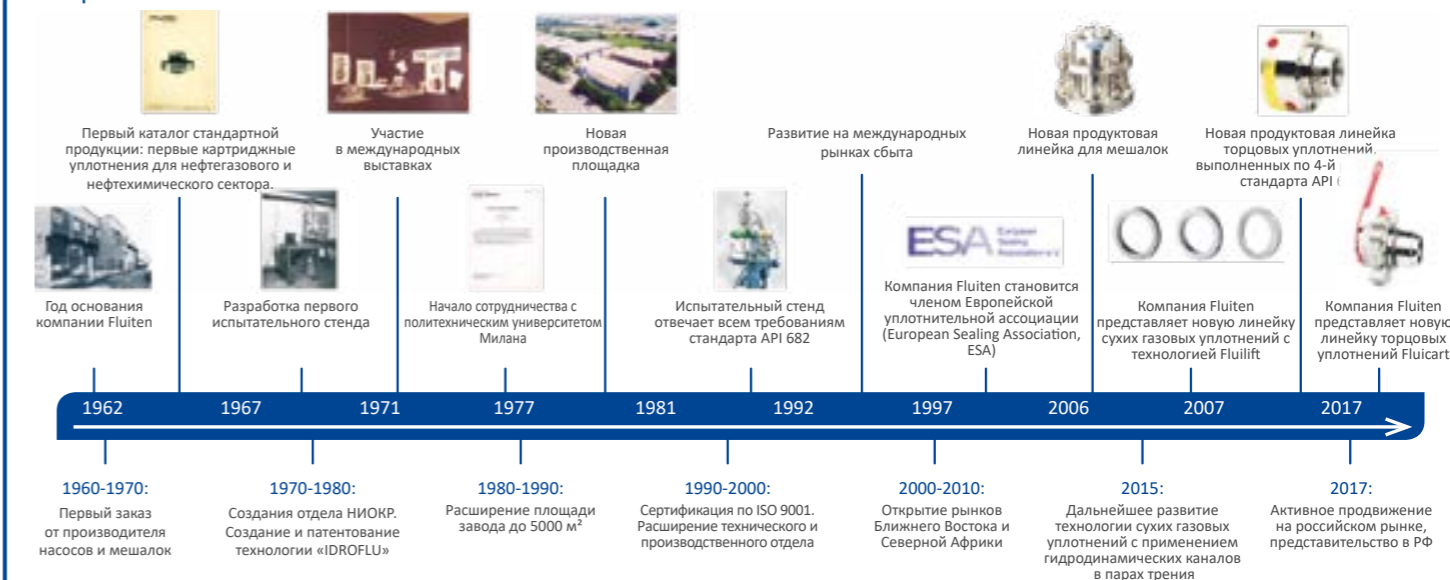 Первый каталог стандартной
продукции: первые картриджные
уплотнения для нефтегазового и
нефтехимического сектора.
Участие
в международных
выставках
Новая
производственная
площадка
Развитие на международных
рынках сбыта
Новая продуктовая
линейка для мешалок
Новая продуктовая линейка
торцовых уплотнений,
выполненных по 4-й
стандарта API
Год основания
компании Fluiten
Разработка первого
испытательного стенда
Начало сотрудничества с
политехническим университетом
Милана
Испытательный стенд
отвечает всем требованиям
стандарта API 682
ESA European
Sealing
Association e.V.
Компания Fluiten становится
членом Европейской
уплотнительной ассоциации
(European Sealing Association,
ESA)
Компания Fluiten
представляет новую линейку
сухих газовых уплотнений с
технологией Fluilift
Компания Fluiten
представляет новую
линейку торцовых
уплотнений Fluicart
1962 1967 1971 1977 1981 1992 1997 2006 2007 2017
1960-1970:
Первый заказ
от производителя
насосов и мешалок
1970-1980:
Создания отдела НИОКР.
Создание и патентование
технологии «IDROFLU»
1980-1990:
Расширение площади
завода до 5000 м²
1990-2000:
Сертификация по ISO 9001.
Расширение технического и
производственного отдела
2000-2010:
Открытие рынков
Ближнего Востока и
Северной Африки
2015:
Дальнейшее развитие
технологии сухих газовых
уплотнений с применением
гидродинамических каналов
в парах трения
2017:
Активное продвижение
на российском рынке,
представительство в РФ